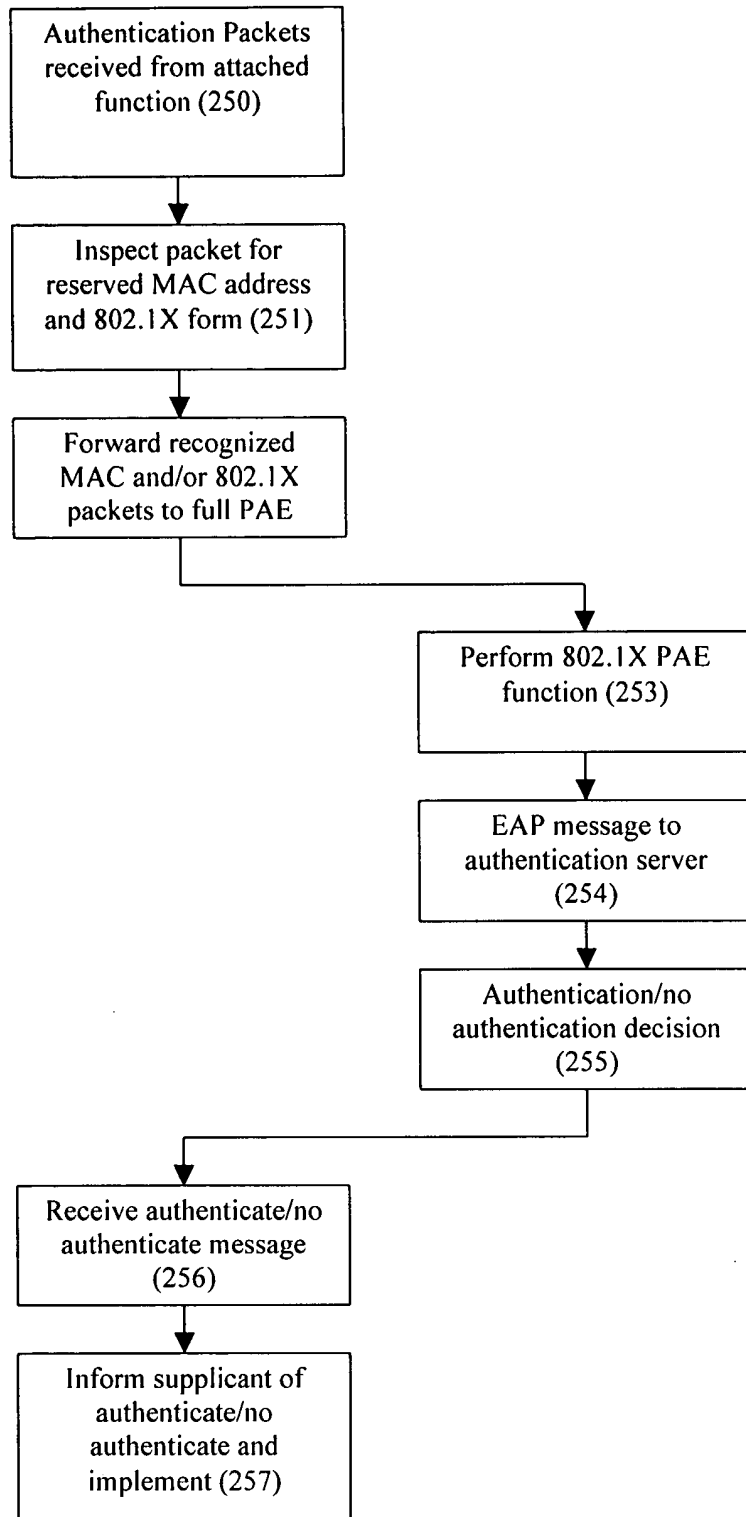 Authentication Packets
received from attached
function (250)
Inspect packet for
reserved MAC address
and 802.1X form (251)
Forward recognized
MAC and/or 802.1X
packets to full PAE
Perform 802.1X PAE
function (253)
EAP message to
authentication server
(254)
Authentication/no
authentication decision
(255)
Receive authenticate/no
authenticate message
(256)
Inform supplicant of
authenticate/no
authenticate and
implement (257)